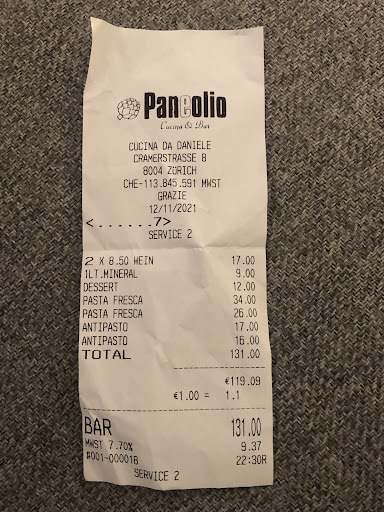 Paneolio
Cucina & Bar
CUCINA DA DANIELE
CRAMERSTRASSE 8
8004 ZÜRICH
CHE-113.845.591 MWST
GRAZIE
12/11/2021
<......7>
SERVICE 2
2 X 8.50 WEIN 17.00
1LT.MINERAL 9.00
DESSERT 12.00
PASTA FRESCA 34.00
PASTA FRESCA 26.00
ANTIPASTO 17.00
ANTIPASTO 16.00
TOTAL 131.00
€119.09
€1.00 = 1.1
BAR 131.00
MWST 7.70% 9.37
#001-000018 22:30R
SERVICE 2